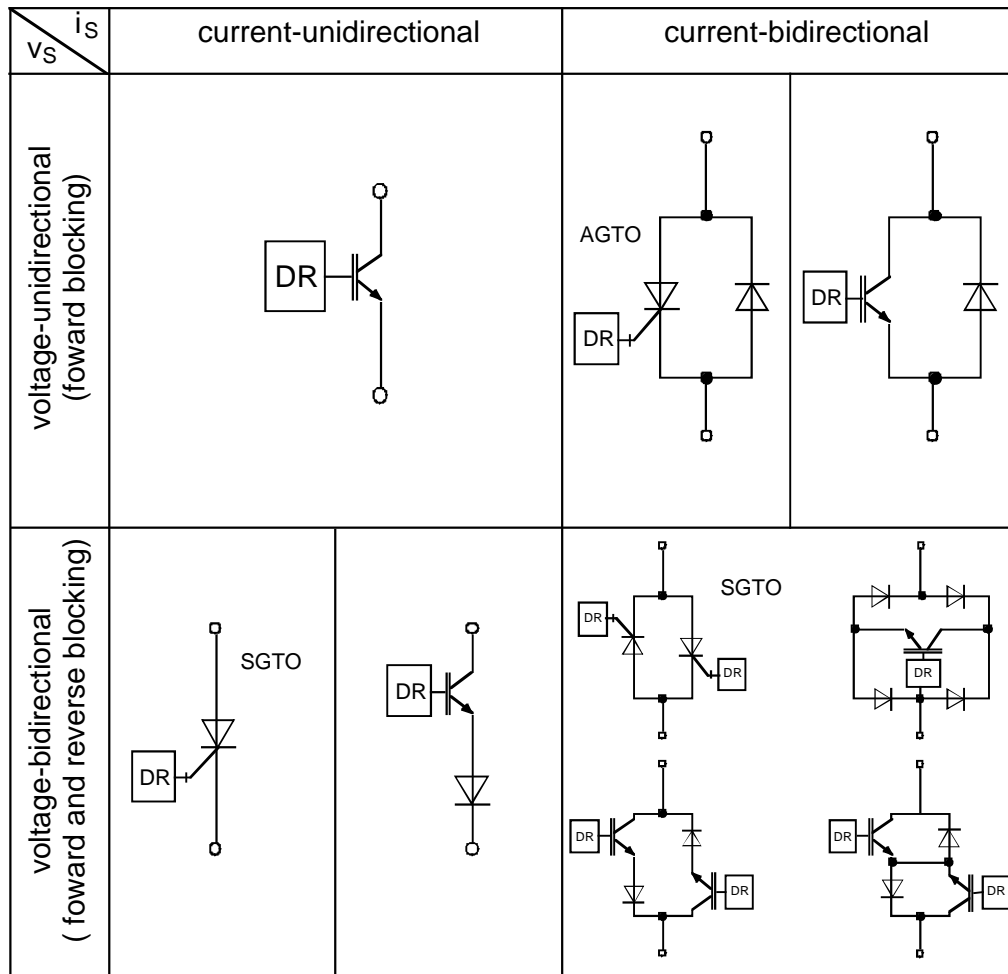 iS
vS
current-unidirectional
current-bidirectional
voltage-unidirectional
(foward blocking)
DR
AGTO
DR
DR
voltage-bidirectional
( foward and reverse blocking)
SGTO
DR
DR
SGTO
DR
DR
DR
DR
DR
DR
DR